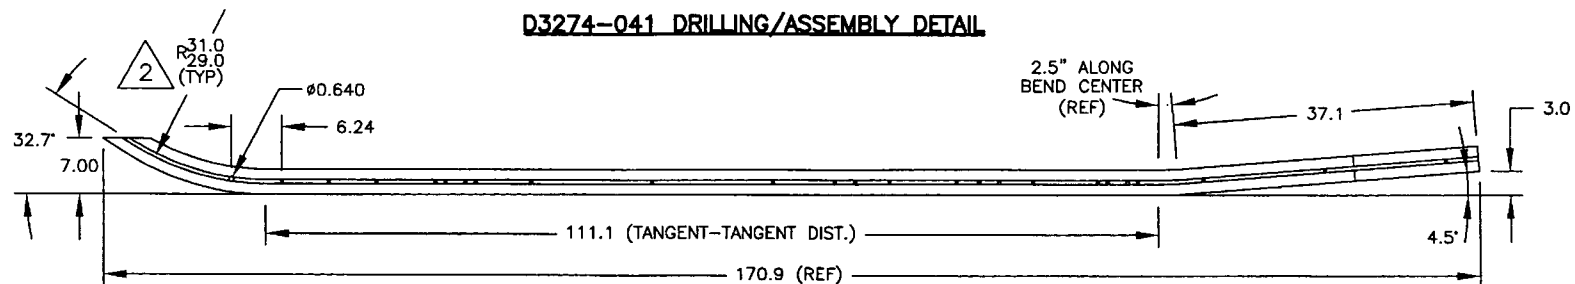 D3274-041 DRILLING/ASSEMBLY DETAIL
2
R31.0
29.0
(TYP)
ø0.640
6.24
2.5" ALONG
BEND CENTER
(REF)
37.1
3.0
32.7°
7.00
111.1 (TANGENT-TANGENT DIST.)
4.5°
170.9 (REF)